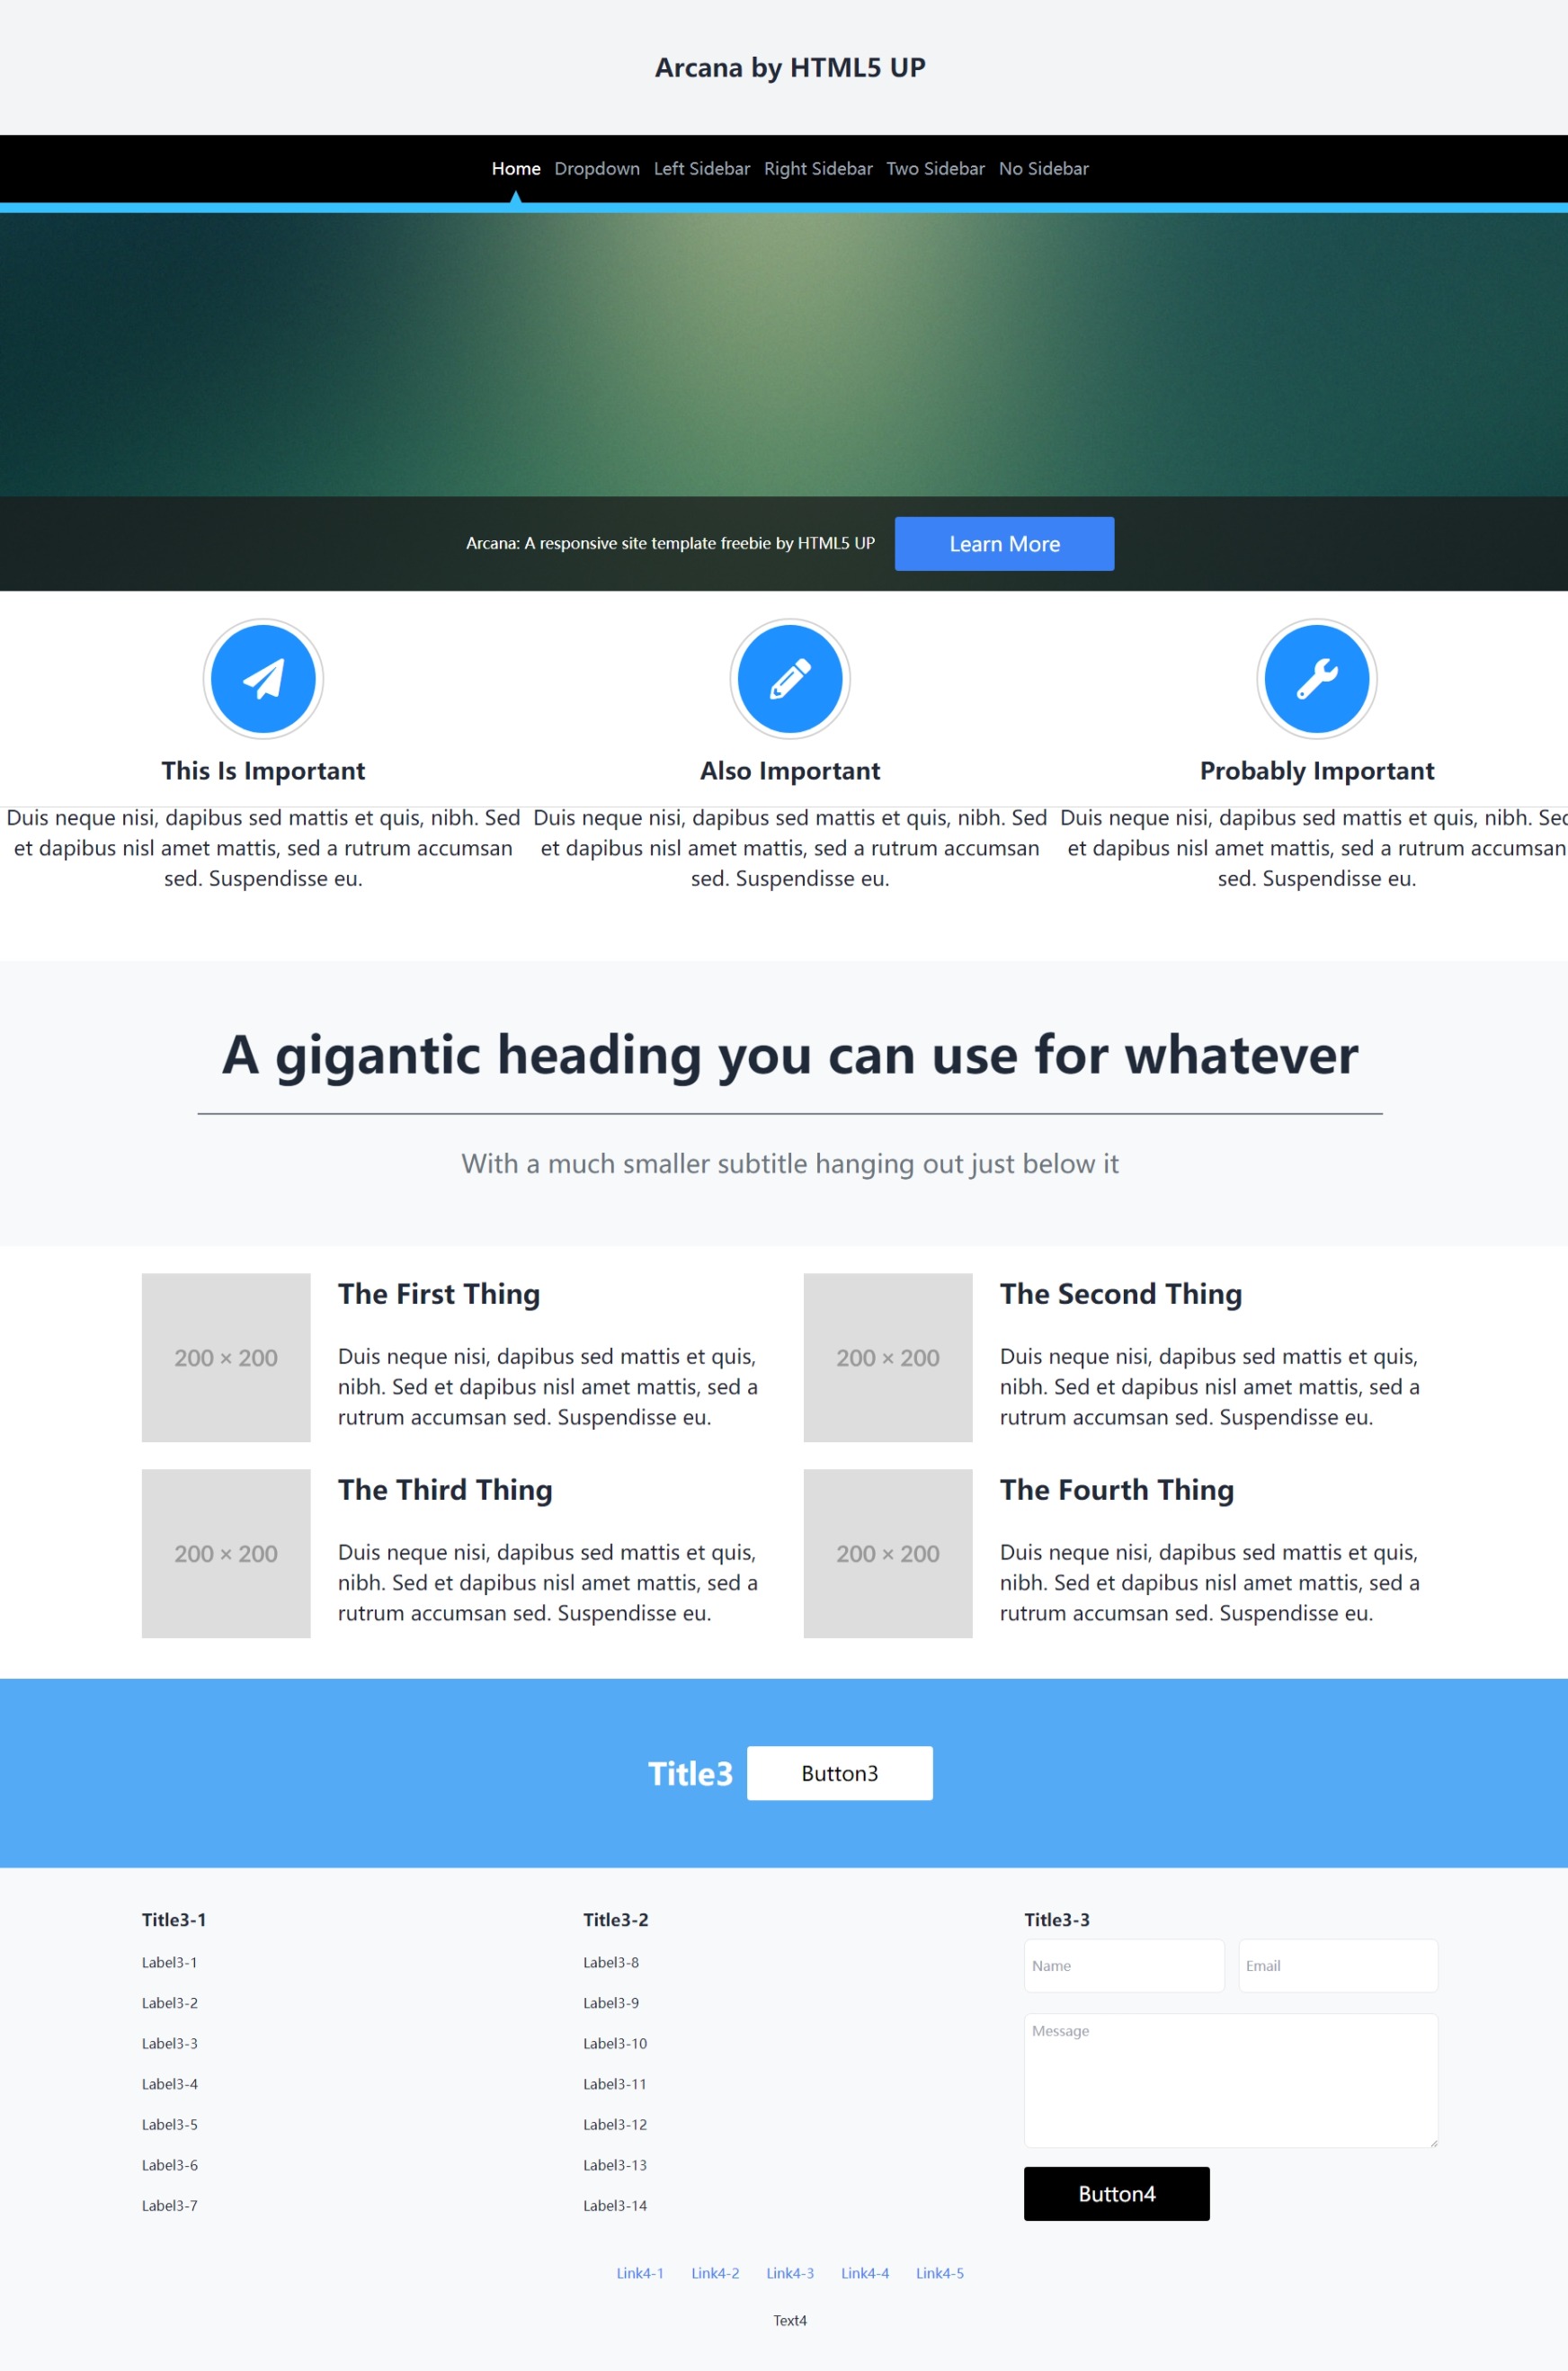 Arcana by HTML5 UP
Home Dropdown Left Sidebar Right Sidebar Two Sidebar No Sidebar
Arcana: A responsive site template freebie by HTML5 UP
Learn More
This Is Important
Duis neque nisi, dapibus sed mattis et quis, nibh. Sed
et dapibus nisl amet mattis, sed a rutrum accumsan
sed. Suspendisse eu.
Also Important
Duis neque nisi, dapibus sed mattis et quis, nibh. Sed
et dapibus nisl amet mattis, sed a rutrum accumsan
sed. Suspendisse eu.
Probably Important
Duis neque nisi, dapibus sed mattis et quis, nibh. Sed
et dapibus nisl amet mattis, sed a rutrum accumsan
sed. Suspendisse eu.
A gigantic heading you can use for whatever
With a much smaller subtitle hanging out just below it
200 × 200
The First Thing
Duis neque nisi, dapibus sed mattis et quis,
nibh. Sed et dapibus nisl amet mattis, sed a
rutrum accumsan sed. Suspendisse eu.
200 × 200
The Second Thing
Duis neque nisi, dapibus sed mattis et quis,
nibh. Sed et dapibus nisl amet mattis, sed a
rutrum accumsan sed. Suspendisse eu.
200 × 200
The Third Thing
Duis neque nisi, dapibus sed mattis et quis,
nibh. Sed et dapibus nisl amet mattis, sed a
rutrum accumsan sed. Suspendisse eu.
200 × 200
The Fourth Thing
Duis neque nisi, dapibus sed mattis et quis,
nibh. Sed et dapibus nisl amet mattis, sed a
rutrum accumsan sed. Suspendisse eu.
Title3
Button3
Title3-1
Label3-1
Label3-2
Label3-3
Label3-4
Label3-5
Label3-6
Label3-7
Title3-2
Label3-8
Label3-9
Label3-10
Label3-11
Label3-12
Label3-13
Label3-14
Title3-3
Name
Email
Message
Button4
Link4-1 Link4-2 Link4-3 Link4-4 Link4-5
Text4